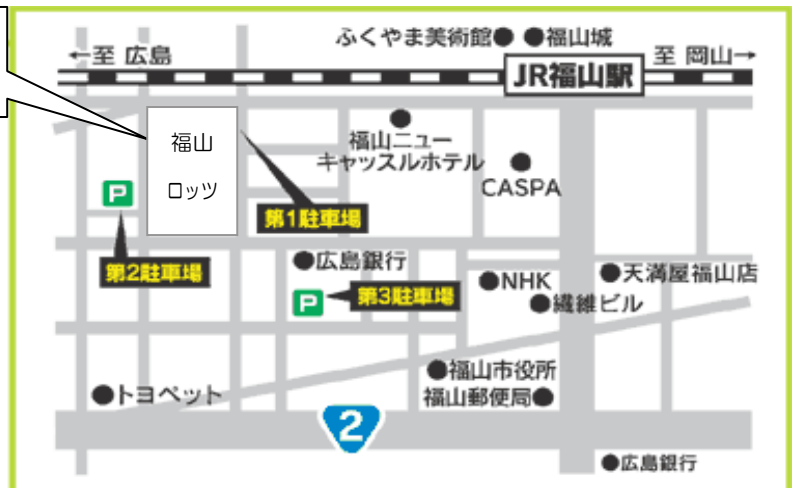 ふくやま美術館● ●福山城
←至 広島
至 岡山→
JR福山駅
福山
ロッツ
福山ニュー
キャッスルホテル
CASPA
P
第1駐車場
第2駐車場
●広島銀行
P
第3駐車場
●NHK
●天満屋福山店
●繊維ビル
●福山市役所
福山郵便局●
●トヨペット
2
●広島銀行